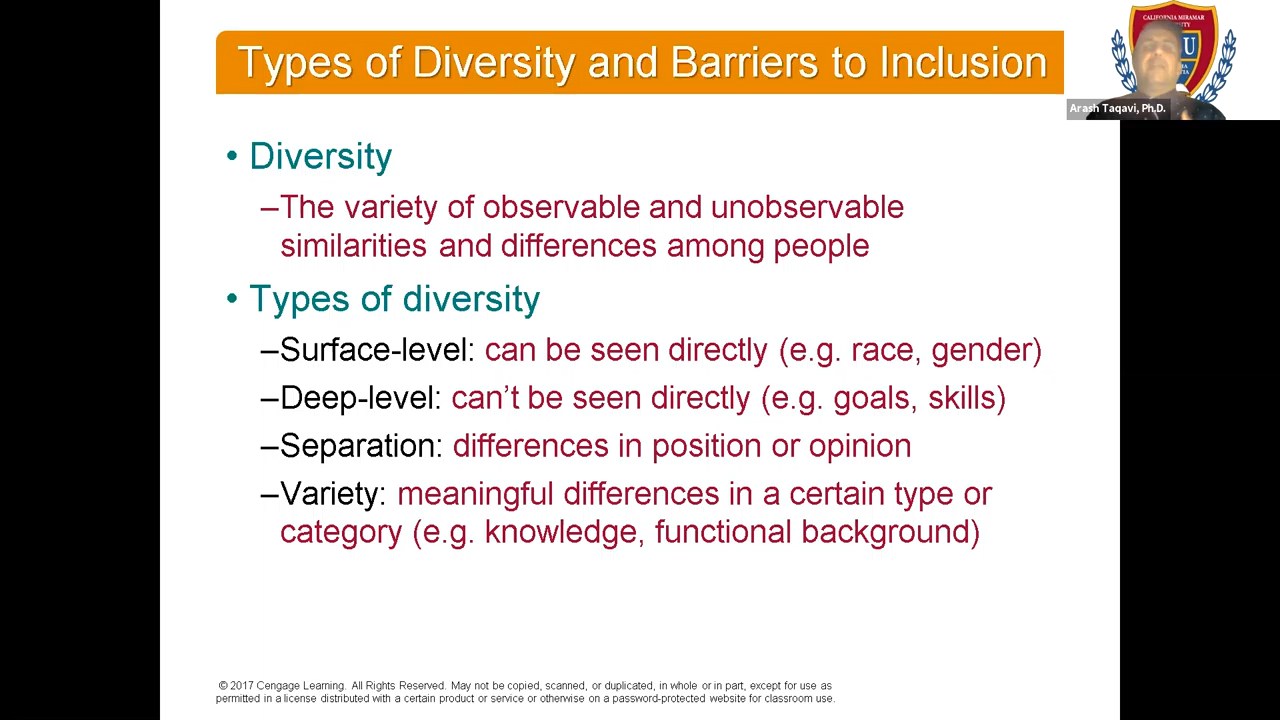 Types of Diversity and Barriers to Inclusion
CALIFORNIA MIRAMAR
U
Arash Taqavi, Ph.D.
• Diversity
–The variety of observable and unobservable
similarities and differences among people
• Types of diversity
–Surface-level: can be seen directly (e.g. race, gender)
–Deep-level: can’t be seen directly (e.g. goals, skills)
–Separation: differences in position or opinion
–Variety: meaningful differences in a certain type or
category (e.g. knowledge, functional background)
© 2017 Cengage Learning. All Rights Reserved. May not be copied, scanned, or duplicated, in whole or in part, except for use as
permitted in a license distributed with a certain product or service or otherwise on a password-protected website for classroom use.